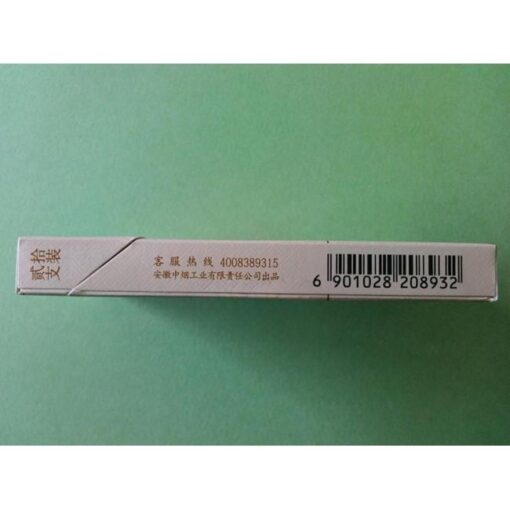 贰拾
支装
客服热线 4008389315
安徽中烟工业有限责任公司出品
6 901028 208932